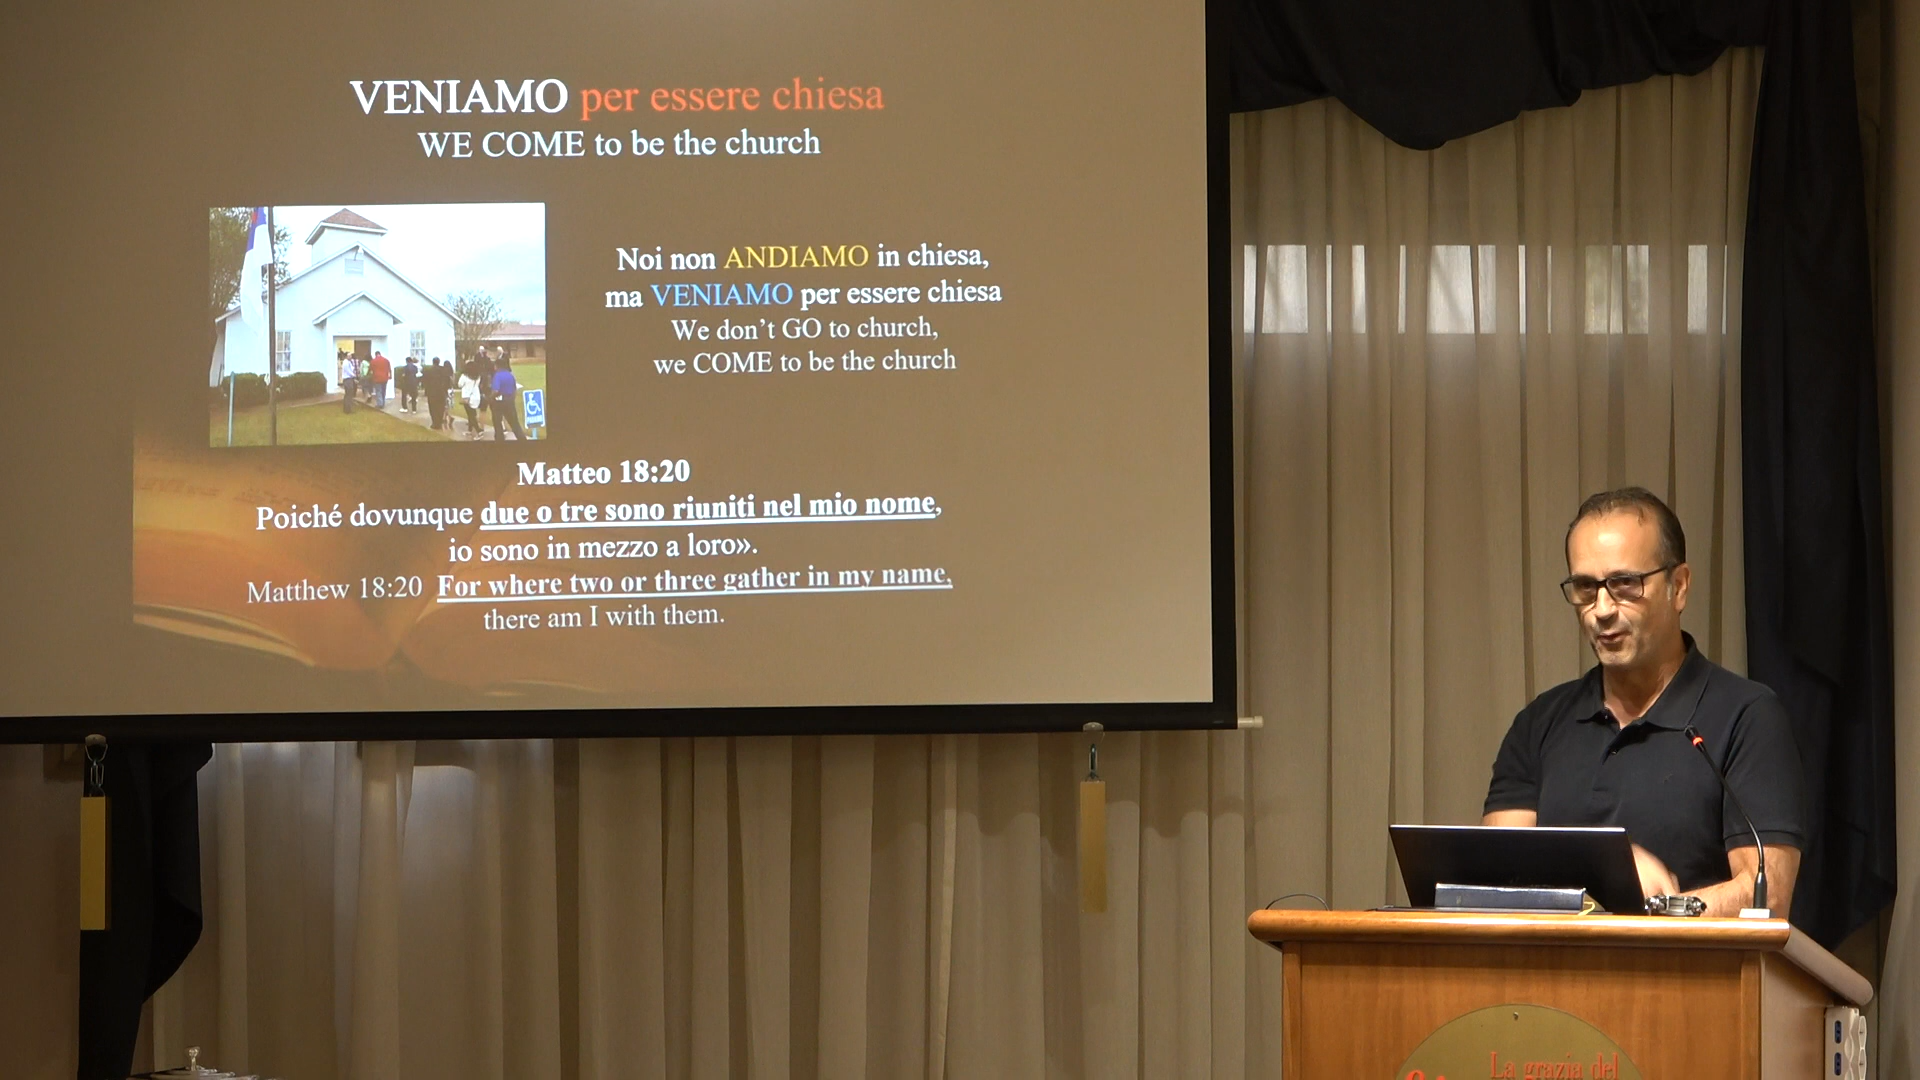 VENIAMO per essere chiesa
WE COME to be the church
Noi non ANDIAMO in chiesa,
ma VENIAMO per essere chiesa
We don’t GO to church,
we COME to be the church
Matteo 18:20
Poiché dovunque due o tre sono riuniti nel mio nome,
io sono in mezzo a loro».
Matthew 18:20 For where two or three gather in my name,
there am I with them.
La grazia del